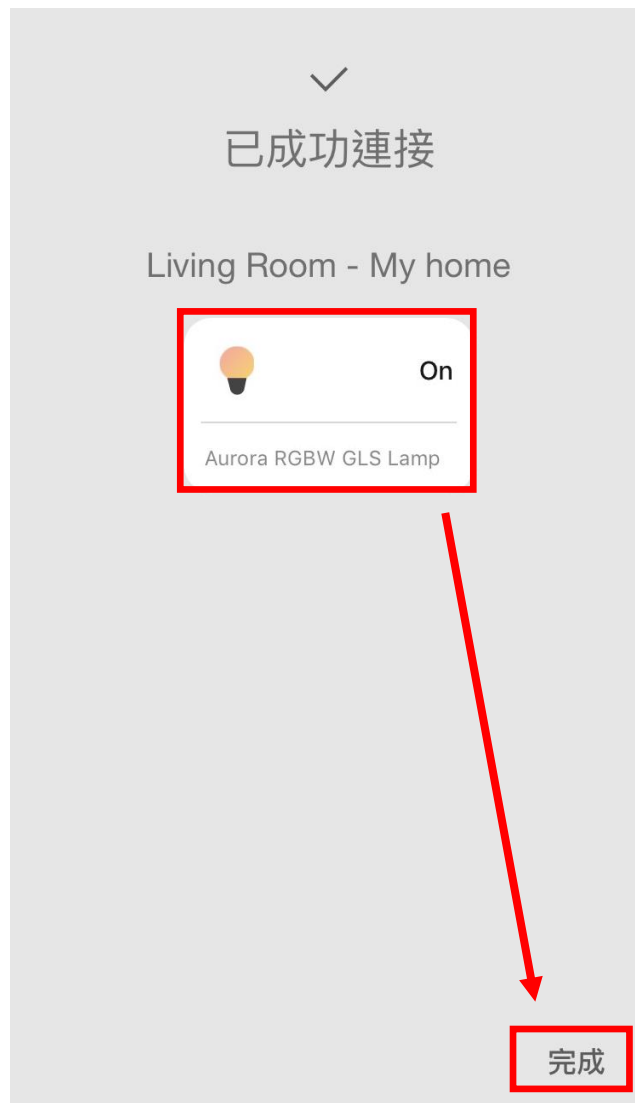 已成功連接
Living Room - My home
On
Aurora RGBW GLS Lamp
完成